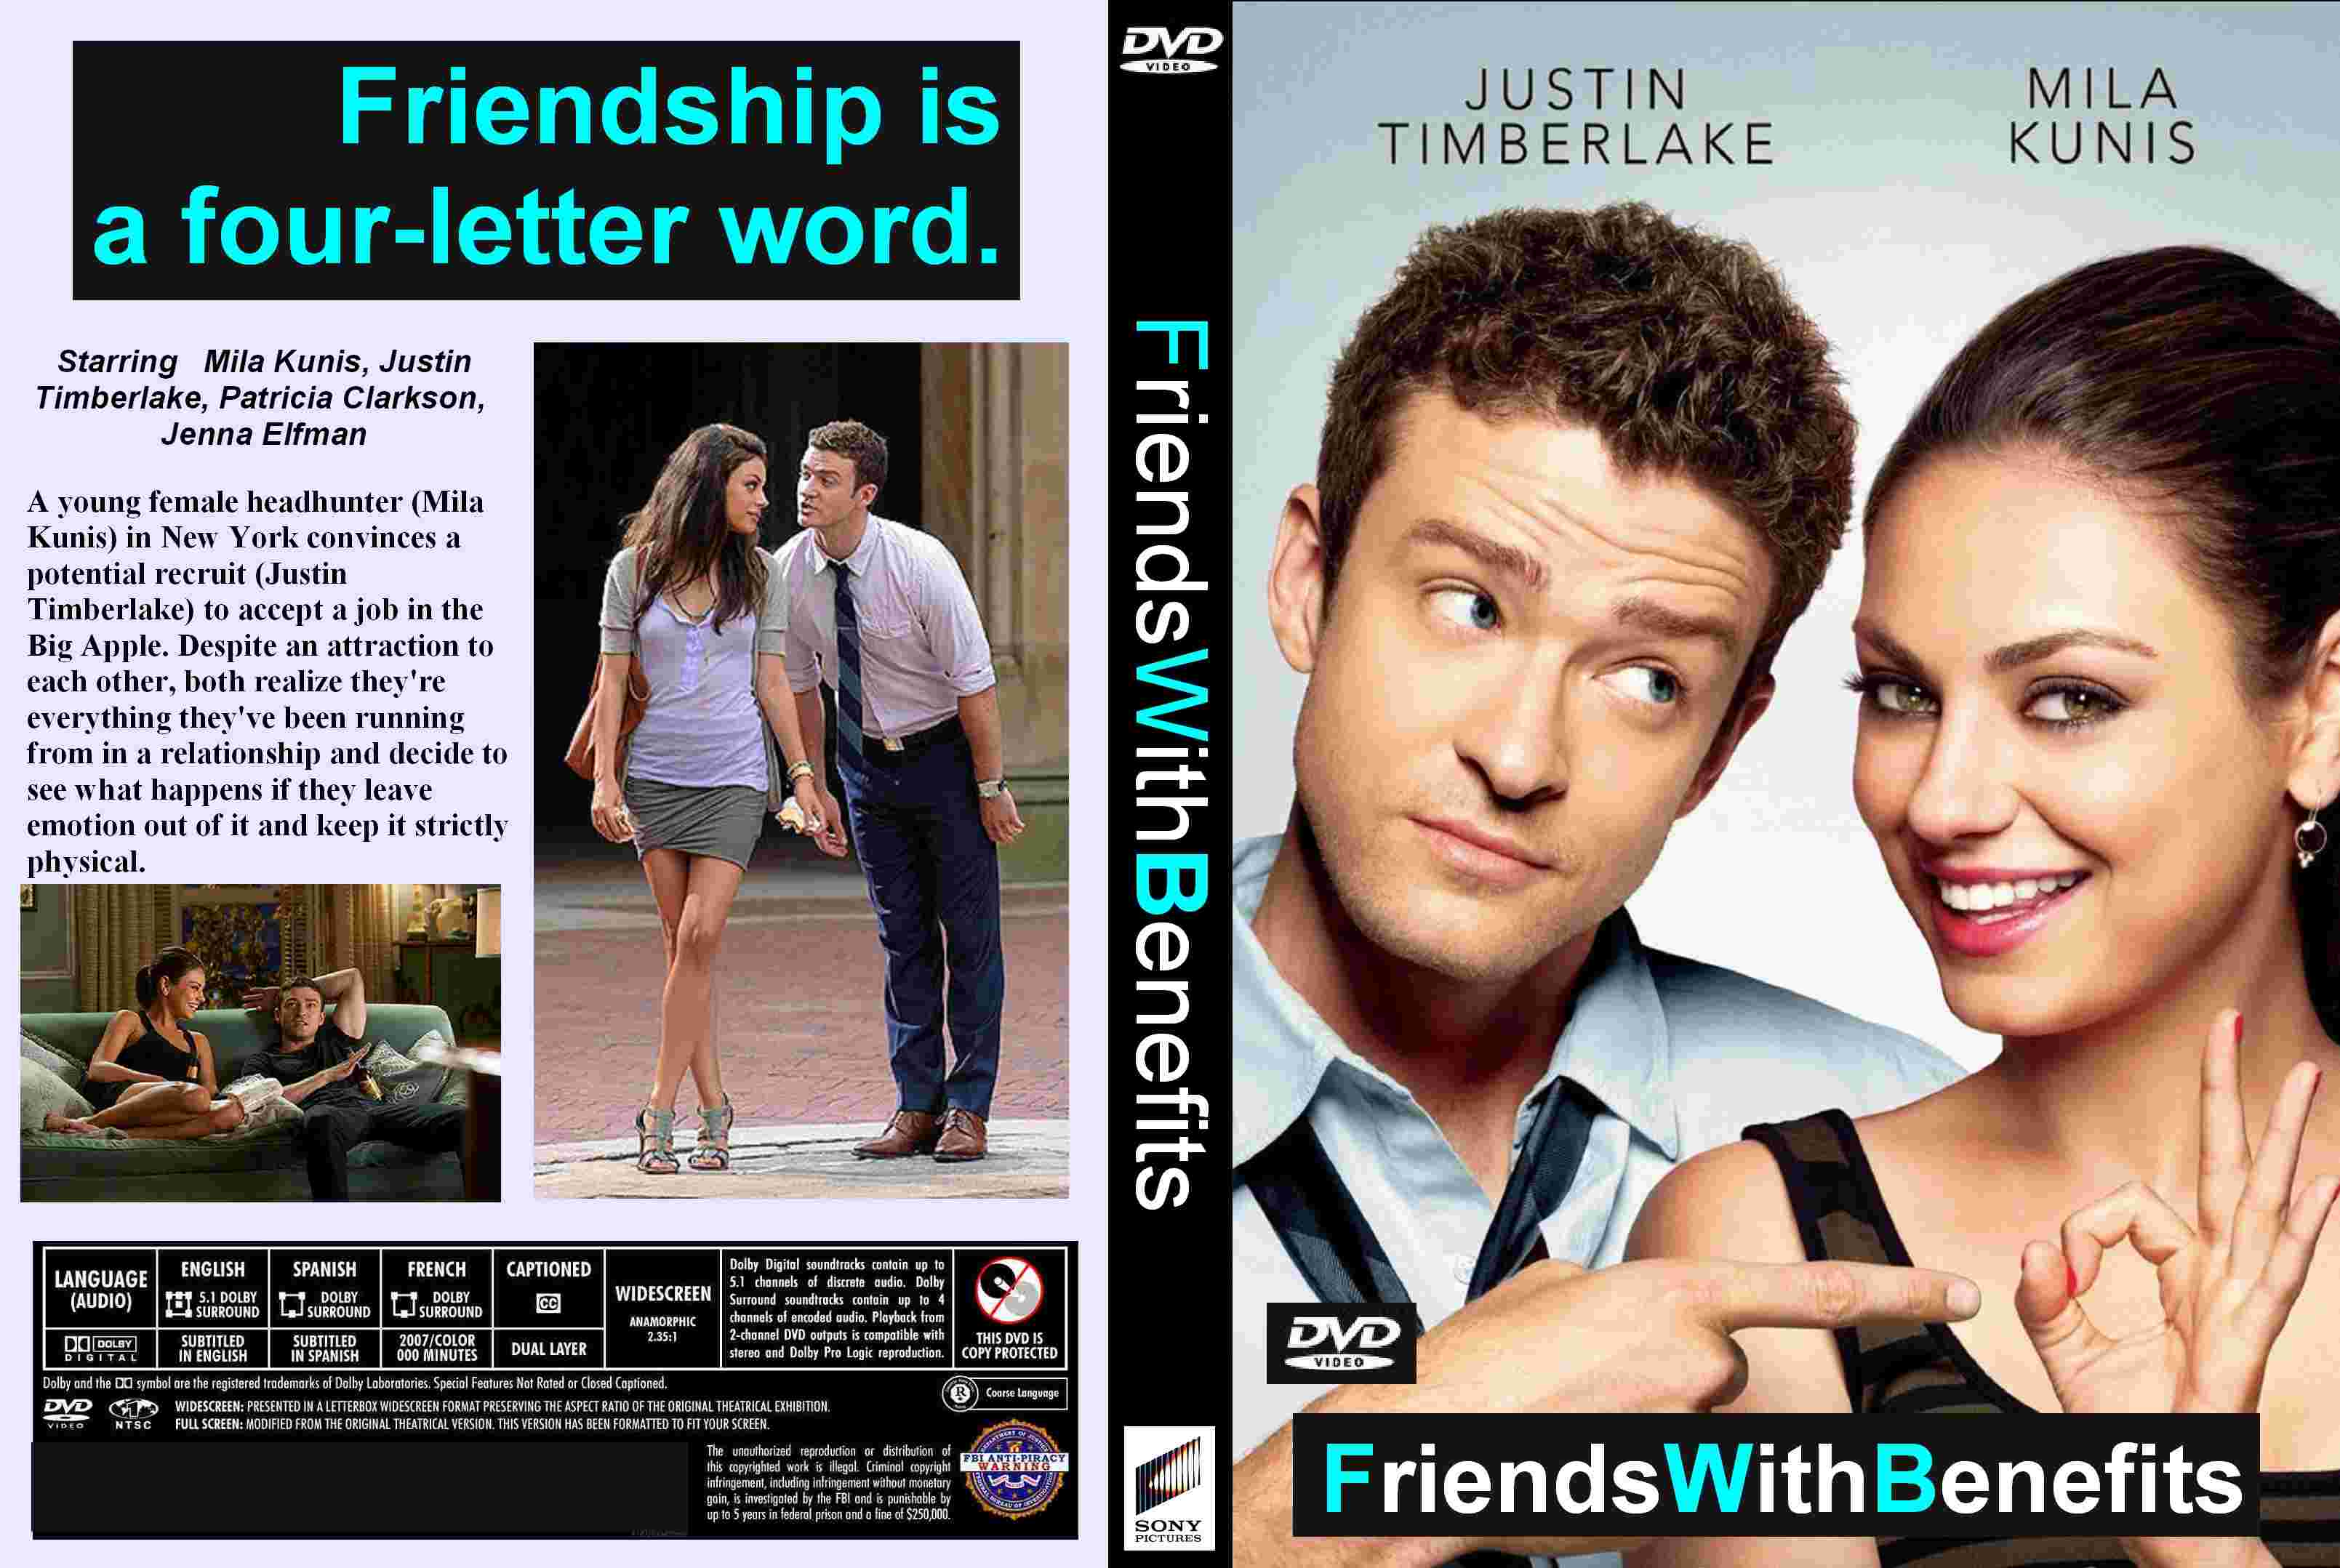 Friendship is
a four-letter word.
Starring   Mila Kunis, Justin
Timberlake, Patricia Clarkson,
Jenna Elfman
A young female headhunter (Mila
Kunis) in New York convinces a
potential recruit (Justin
Timberlake) to accept a job in the
Big Apple. Despite an attraction to
each other, both realize they're
everything they've been running
from in a relationship and decide to
see what happens if they leave
emotion out of it and keep it strictly
physical.
LANGUAGE
(AUDIO)
ENGLISH
5.1 DOLBY
SURROUND
SPANISH
DOLBY
SURROUND
FRENCH
DOLBY
SURROUND
CAPTIONED
CC
WIDESCREEN
ANAMORPHIC
2.35:1
DOLBY
DIGITAL
SUBTITLED
IN ENGLISH
SUBTITLED
IN SPANISH
2007/COLOR
000 MINUTES
DUAL LAYER
Dolby Digital soundtracks contain up to
5.1 channels of discrete audio. Dolby
Surround soundtracks contain up to 4
channels of encoded audio. Playback from
2-channel DVD outputs is compatible with
stereo and Dolby Pro Logic reproduction.
THIS DVD IS
COPY PROTECTED
Dolby and the symbol are the registered trademarks of Dolby Laboratories. Special Features Not Rated or Closed Captioned.
R
Coarse Language
DVD
VIDEO
NTSC
WIDESCREEN: PRESENTED IN A LETTERBOX WIDESCREEN FORMAT PRESERVING THE ASPECT RATIO OF THE ORIGINAL THEATRICAL EXHIBITION.
FULL SCREEN: MODIFIED FROM THE ORIGINAL THEATRICAL VERSION. THIS VERSION HAS BEEN FORMATTED TO FIT YOUR SCREEN.
The unauthorized reproduction or distribution of
this copyrighted work is illegal. Criminal copyright
infringement, including infringement without monetary
gain, is investigated by the FBI and is punishable by
up to 5 years in federal prison and a fine of $250,000.
DEPARTMENT OF JUSTICE
FBI ANTI-PIRACY
WARNING
FEDERAL BUREAU OF INVESTIGATION
DVD
VIDEO
FriendsWithBenefits
SONY
PICTURES
JUSTIN
TIMBERLAKE
MILA
KUNIS
DVD
VIDEO
FriendsWithBenefits